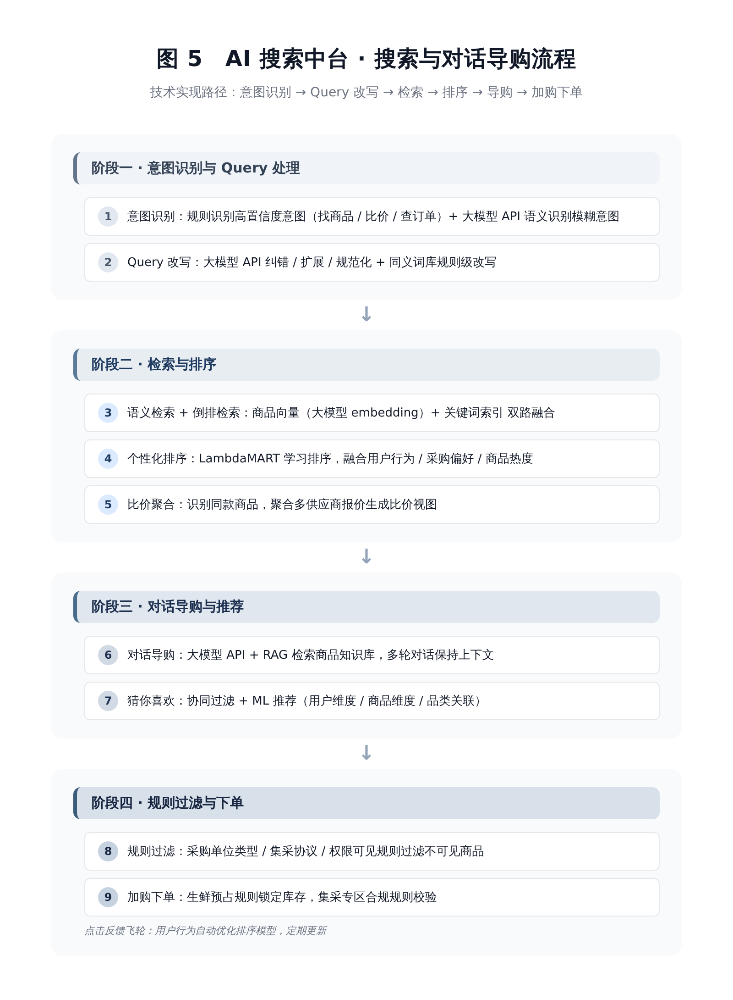 图 5 AI 搜索中台 · 搜索与对话导购流程
技术实现路径：意图识别 → Query 改写 → 检索 → 排序 → 导购 → 加购下单
阶段一 · 意图识别与 Query 处理
1 意图识别：规则识别高置信度意图（找商品 / 比价 / 查订单）+ 大模型 API 语义识别模糊意图
2 Query 改写：大模型 API 纠错 / 扩展 / 规范化 + 同义词库规则级改写
↓
阶段二 · 检索与排序
3 语义检索 + 倒排检索：商品向量（大模型 embedding）+ 关键词索引 双路融合
4 个性化排序：LambdaMART 学习排序，融合用户行为 / 采购偏好 / 商品热度
5 比价聚合：识别同款商品，聚合多供应商报价生成比价视图
↓
阶段三 · 对话导购与推荐
6 对话导购：大模型 API + RAG 检索商品知识库，多轮对话保持上下文
7 猜你喜欢：协同过滤 + ML 推荐（用户维度 / 商品维度 / 品类关联）
↓
阶段四 · 规则过滤与下单
8 规则过滤：采购单位类型 / 集采协议 / 权限可见规则过滤不可见商品
9 加购下单：生鲜预占规则锁定库存，集采专区合规规则校验
点击反馈飞轮：用户行为自动优化排序模型，定期更新